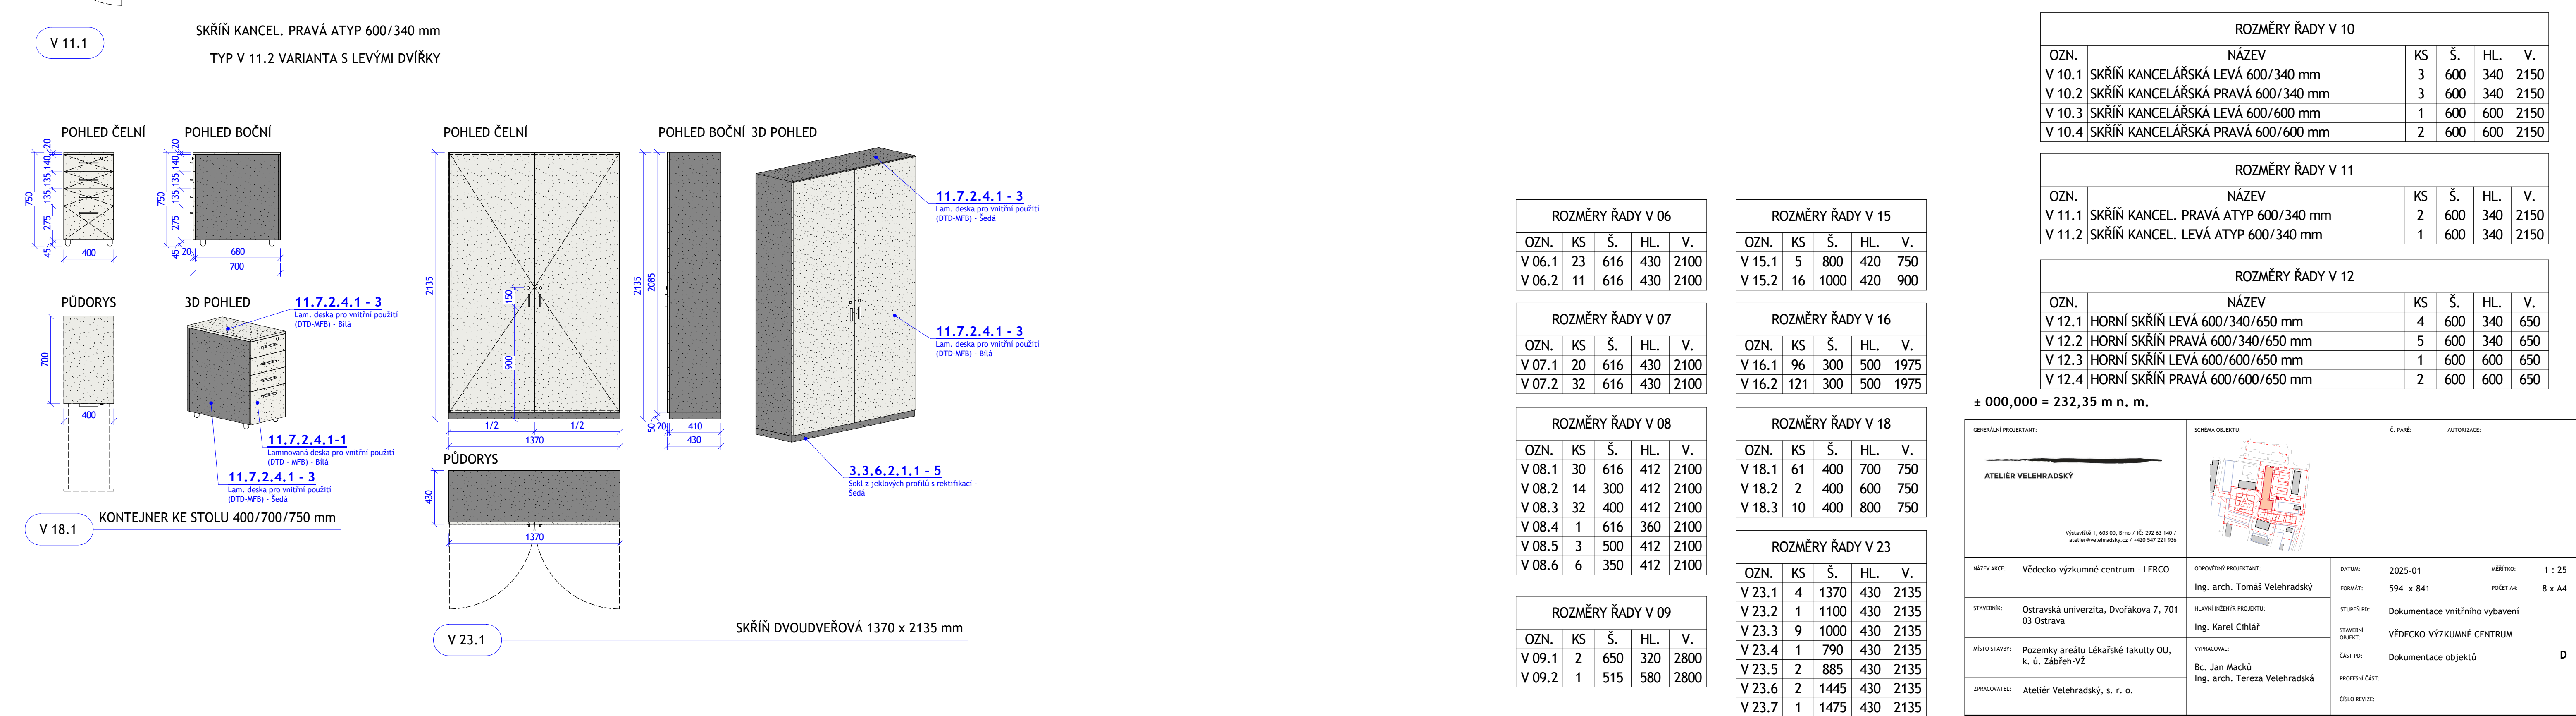 V 11.1
SKŘÍŇ KANCEL. PRAVÁ ATYP 600/340 mm
TYP V 11.2 VARIANTA S LEVÝMI DVÍŘKY
POHLED ČELNÍ
750
20
140
135
135
275
45
400
POHLED BOČNÍ
750
20
140
135
135
275
45
20
680
700
PŮDORYS
700
400
3D POHLED
11.7.2.4.1 - 3
Lam. deska pro vnitřní použití
(DTD-MFB) - Bílá
11.7.2.4.1-1
Laminovaná deska pro vnitřní použití
(DTD - MFB) - Bílá
11.7.2.4.1 - 3
Lam. deska pro vnitřní použití
(DTD-MFB) - Šedá
V 18.1
KONTEJNER KE STOLU 400/700/750 mm
POHLED ČELNÍ
2135
150
900
1/2
1/2
1370
POHLED BOČNÍ
2135
2085
50
20
410
430
3D POHLED
11.7.2.4.1 - 3
Lam. deska pro vnitřní použití
(DTD-MFB) - Šedá
11.7.2.4.1 - 3
Lam. deska pro vnitřní použití
(DTD-MFB) - Bílá
3.3.6.2.1.1 - 5
Sokl z jeklových profilů s rektifikací -
Šedá
PŮDORYS
430
1370
V 23.1
SKŘÍŇ DVOUDVEŘOVÁ 1370 x 2135 mm
ROZMĚRY ŘADY V 06
OZN. KS Š. HL. V.
V 06.1 23 616 430 2100
V 06.2 11 616 430 2100
ROZMĚRY ŘADY V 07
OZN. KS Š. HL. V.
V 07.1 20 616 430 2100
V 07.2 32 616 430 2100
ROZMĚRY ŘADY V 08
OZN. KS Š. HL. V.
V 08.1 30 616 412 2100
V 08.2 14 300 412 2100
V 08.3 32 400 412 2100
V 08.4 1 616 360 2100
V 08.5 3 500 412 2100
V 08.6 6 350 412 2100
ROZMĚRY ŘADY V 09
OZN. KS Š. HL. V.
V 09.1 2 650 320 2800
V 09.2 1 515 580 2800
ROZMĚRY ŘADY V 15
OZN. KS Š. HL. V.
V 15.1 5 800 420 750
V 15.2 16 1000 420 900
ROZMĚRY ŘADY V 16
OZN. KS Š. HL. V.
V 16.1 96 300 500 1975
V 16.2 121 300 500 1975
ROZMĚRY ŘADY V 18
OZN. KS Š. HL. V.
V 18.1 61 400 700 750
V 18.2 2 400 600 750
V 18.3 10 400 800 750
ROZMĚRY ŘADY V 23
OZN. KS Š. HL. V.
V 23.1 4 1370 430 2135
V 23.2 1 1100 430 2135
V 23.3 9 1000 430 2135
V 23.4 1 790 430 2135
V 23.5 2 885 430 2135
V 23.6 2 1445 430 2135
V 23.7 1 1475 430 2135
ROZMĚRY ŘADY V 10
OZN. NÁZEV KS Š. HL. V.
V 10.1 SKŘÍŇ KANCELÁŘSKÁ LEVÁ 600/340 mm 3 600 340 2150
V 10.2 SKŘÍŇ KANCELÁŘSKÁ PRAVÁ 600/340 mm 3 600 340 2150
V 10.3 SKŘÍŇ KANCELÁŘSKÁ LEVÁ 600/600 mm 1 600 600 2150
V 10.4 SKŘÍŇ KANCELÁŘSKÁ PRAVÁ 600/600 mm 2 600 600 2150
ROZMĚRY ŘADY V 11
OZN. NÁZEV KS Š. HL. V.
V 11.1 SKŘÍŇ KANCEL. PRAVÁ ATYP 600/340 mm 2 600 340 2150
V 11.2 SKŘÍŇ KANCEL. LEVÁ ATYP 600/340 mm 1 600 340 2150
ROZMĚRY ŘADY V 12
OZN. NÁZEV KS Š. HL. V.
V 12.1 HORNÍ SKŘÍŇ LEVÁ 600/340/650 mm 4 600 340 650
V 12.2 HORNÍ SKŘÍŇ PRAVÁ 600/340/650 mm 5 600 340 650
V 12.3 HORNÍ SKŘÍŇ LEVÁ 600/600/650 mm 1 600 600 650
V 12.4 HORNÍ SKŘÍŇ PRAVÁ 600/600/650 mm 2 600 600 650
± 000,000 = 232,35 m n. m.
GENERÁLNÍ PROJEKTANT:
ATELIÉR VELEHRADSKÝ
Výstaviště 1, 603 00, Brno / IČ: 292 63 140 /
atelier@velehradsky.cz / +420 547 221 936
SCHÉMA OBJEKTU:
Č. PARÉ:
AUTORIZACE:
NÁZEV AKCE: Vědecko-výzkumné centrum - LERCO
STAVEBNÍK: Ostravská univerzita, Dvořákova 7, 701
03 Ostrava
MÍSTO STAVBY: Pozemky areálu Lékařské fakulty OU,
k. ú. Zábřeh-VŽ
ZPRACOVATEL: Ateliér Velehradský, s. r. o.
ODPOVĚDNÝ PROJEKTANT:
Ing. arch. Tomáš Velehradský
HLAVNÍ INŽENÝR PROJEKTU:
Ing. Karel Cihlář
VYPRACOVAL:
Bc. Jan Macků
Ing. arch. Tereza Velehradská
DATUM: 2025-01 MĚŘÍTKO: 1 : 25
FORMÁT: 594 x 841 POČET A4: 8 x A4
STUPEŇ PD: Dokumentace vnitřního vybavení
STAVEBNÍ
OBJEKT: VĚDECKO-VÝZKUMNÉ CENTRUM
ČÁST PD: Dokumentace objektů D
PROFESNÍ ČÁST:
ČÍSLO REVIZE: